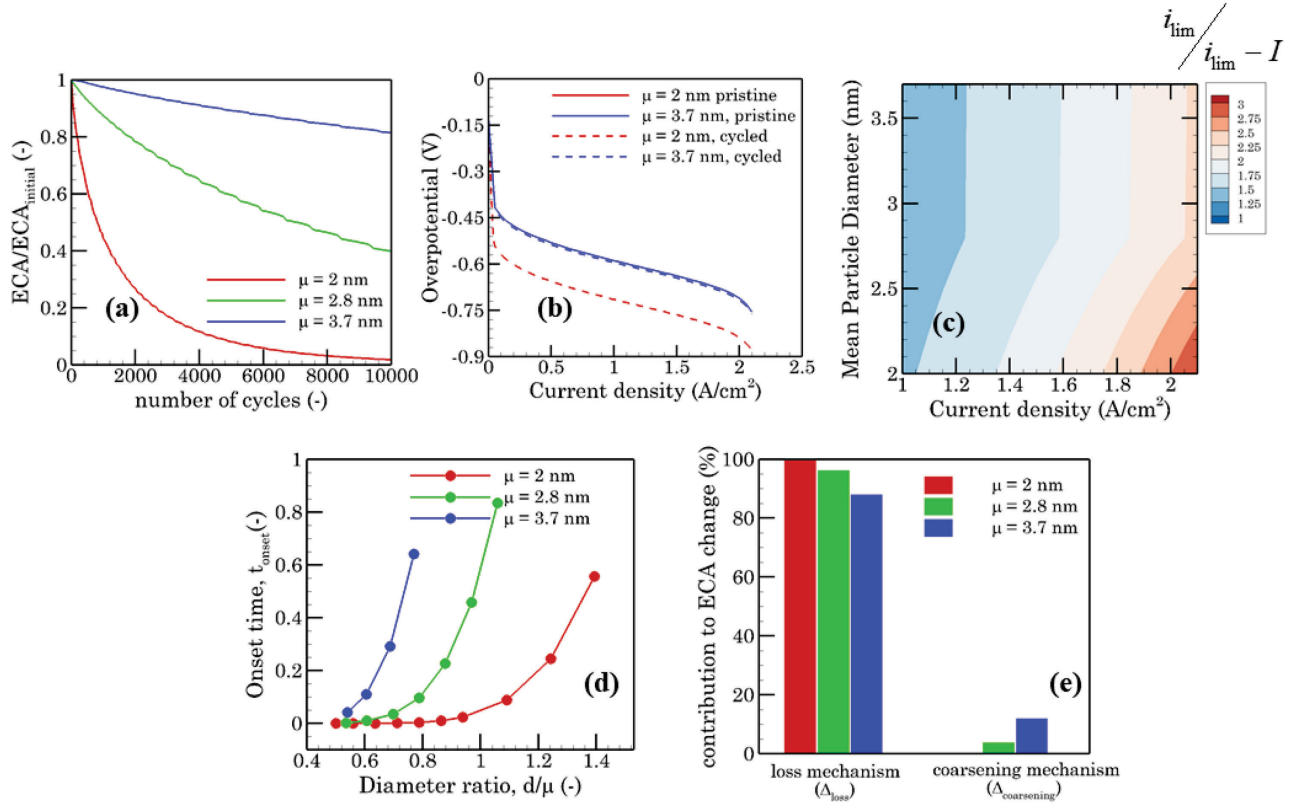 i_lim / i_lim − I
1
0.8
0.6
0.4
0.2
0
ECA/ECA_initial (-)
(a)
μ = 2 nm
μ = 2.8 nm
μ = 3.7 nm
0 2000 4000 6000 8000 10000
number of cycles (-)
0
-0.15
-0.3
-0.45
-0.6
-0.75
-0.9
Overpotential (V)
μ = 2 nm pristine
μ = 3.7 nm, pristine
μ = 2 nm, cycled
μ = 3.7 nm, cycled
(b)
0 0.5 1 1.5 2 2.5
Current density (A/cm²)
3.5
3
2.5
2
Mean Particle Diameter (nm)
(c)
1 1.2 1.4 1.6 1.8 2
Current density (A/cm²)
3
2.75
2.5
2.25
2
1.75
1.5
1.25
1
1
0.8
0.6
0.4
0.2
0
Onset time, t_onset(-)
μ = 2 nm
μ = 2.8 nm
μ = 3.7 nm
(d)
0.4 0.6 0.8 1 1.2 1.4
Diameter ratio, d/μ (-)
100
80
60
40
20
0
contribution to ECA change (%)
μ = 2 nm
μ = 2.8 nm
μ = 3.7 nm
(e)
loss mechanism
(Δ_loss)
coarsening mechanism
(Δ_coarsening)